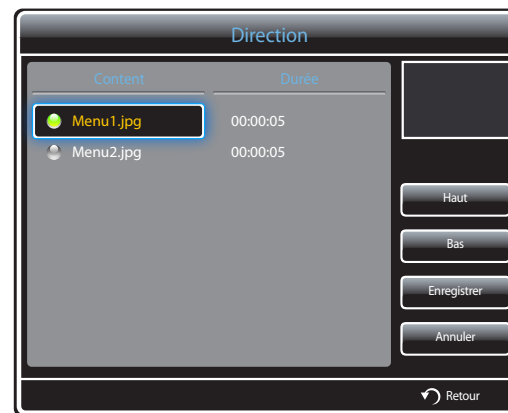 Direction
Content Durée
Menu1.jpg 00:00:05
Menu2.jpg 00:00:05
Haut
Bas
Enregistrer
Annuler
Retour